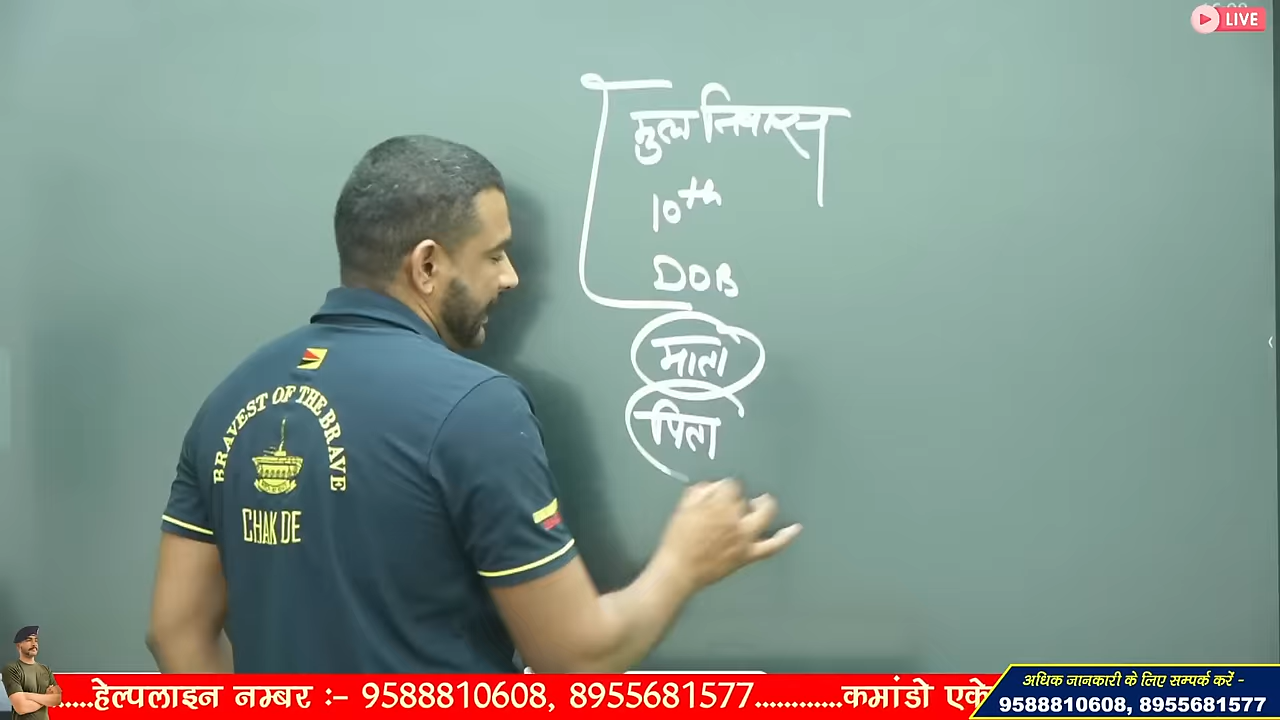 LIVE
मुल निवास
10th
DOB
माता
पिता
BRAVEST OF THE BRAVE
CHAK DE
.....हेल्पलाइन नम्बर :- 9588810608, 8955681577............कमांडो एके
अधिक जानकारी के लिए सम्पर्क करें -
9588810608, 8955681577